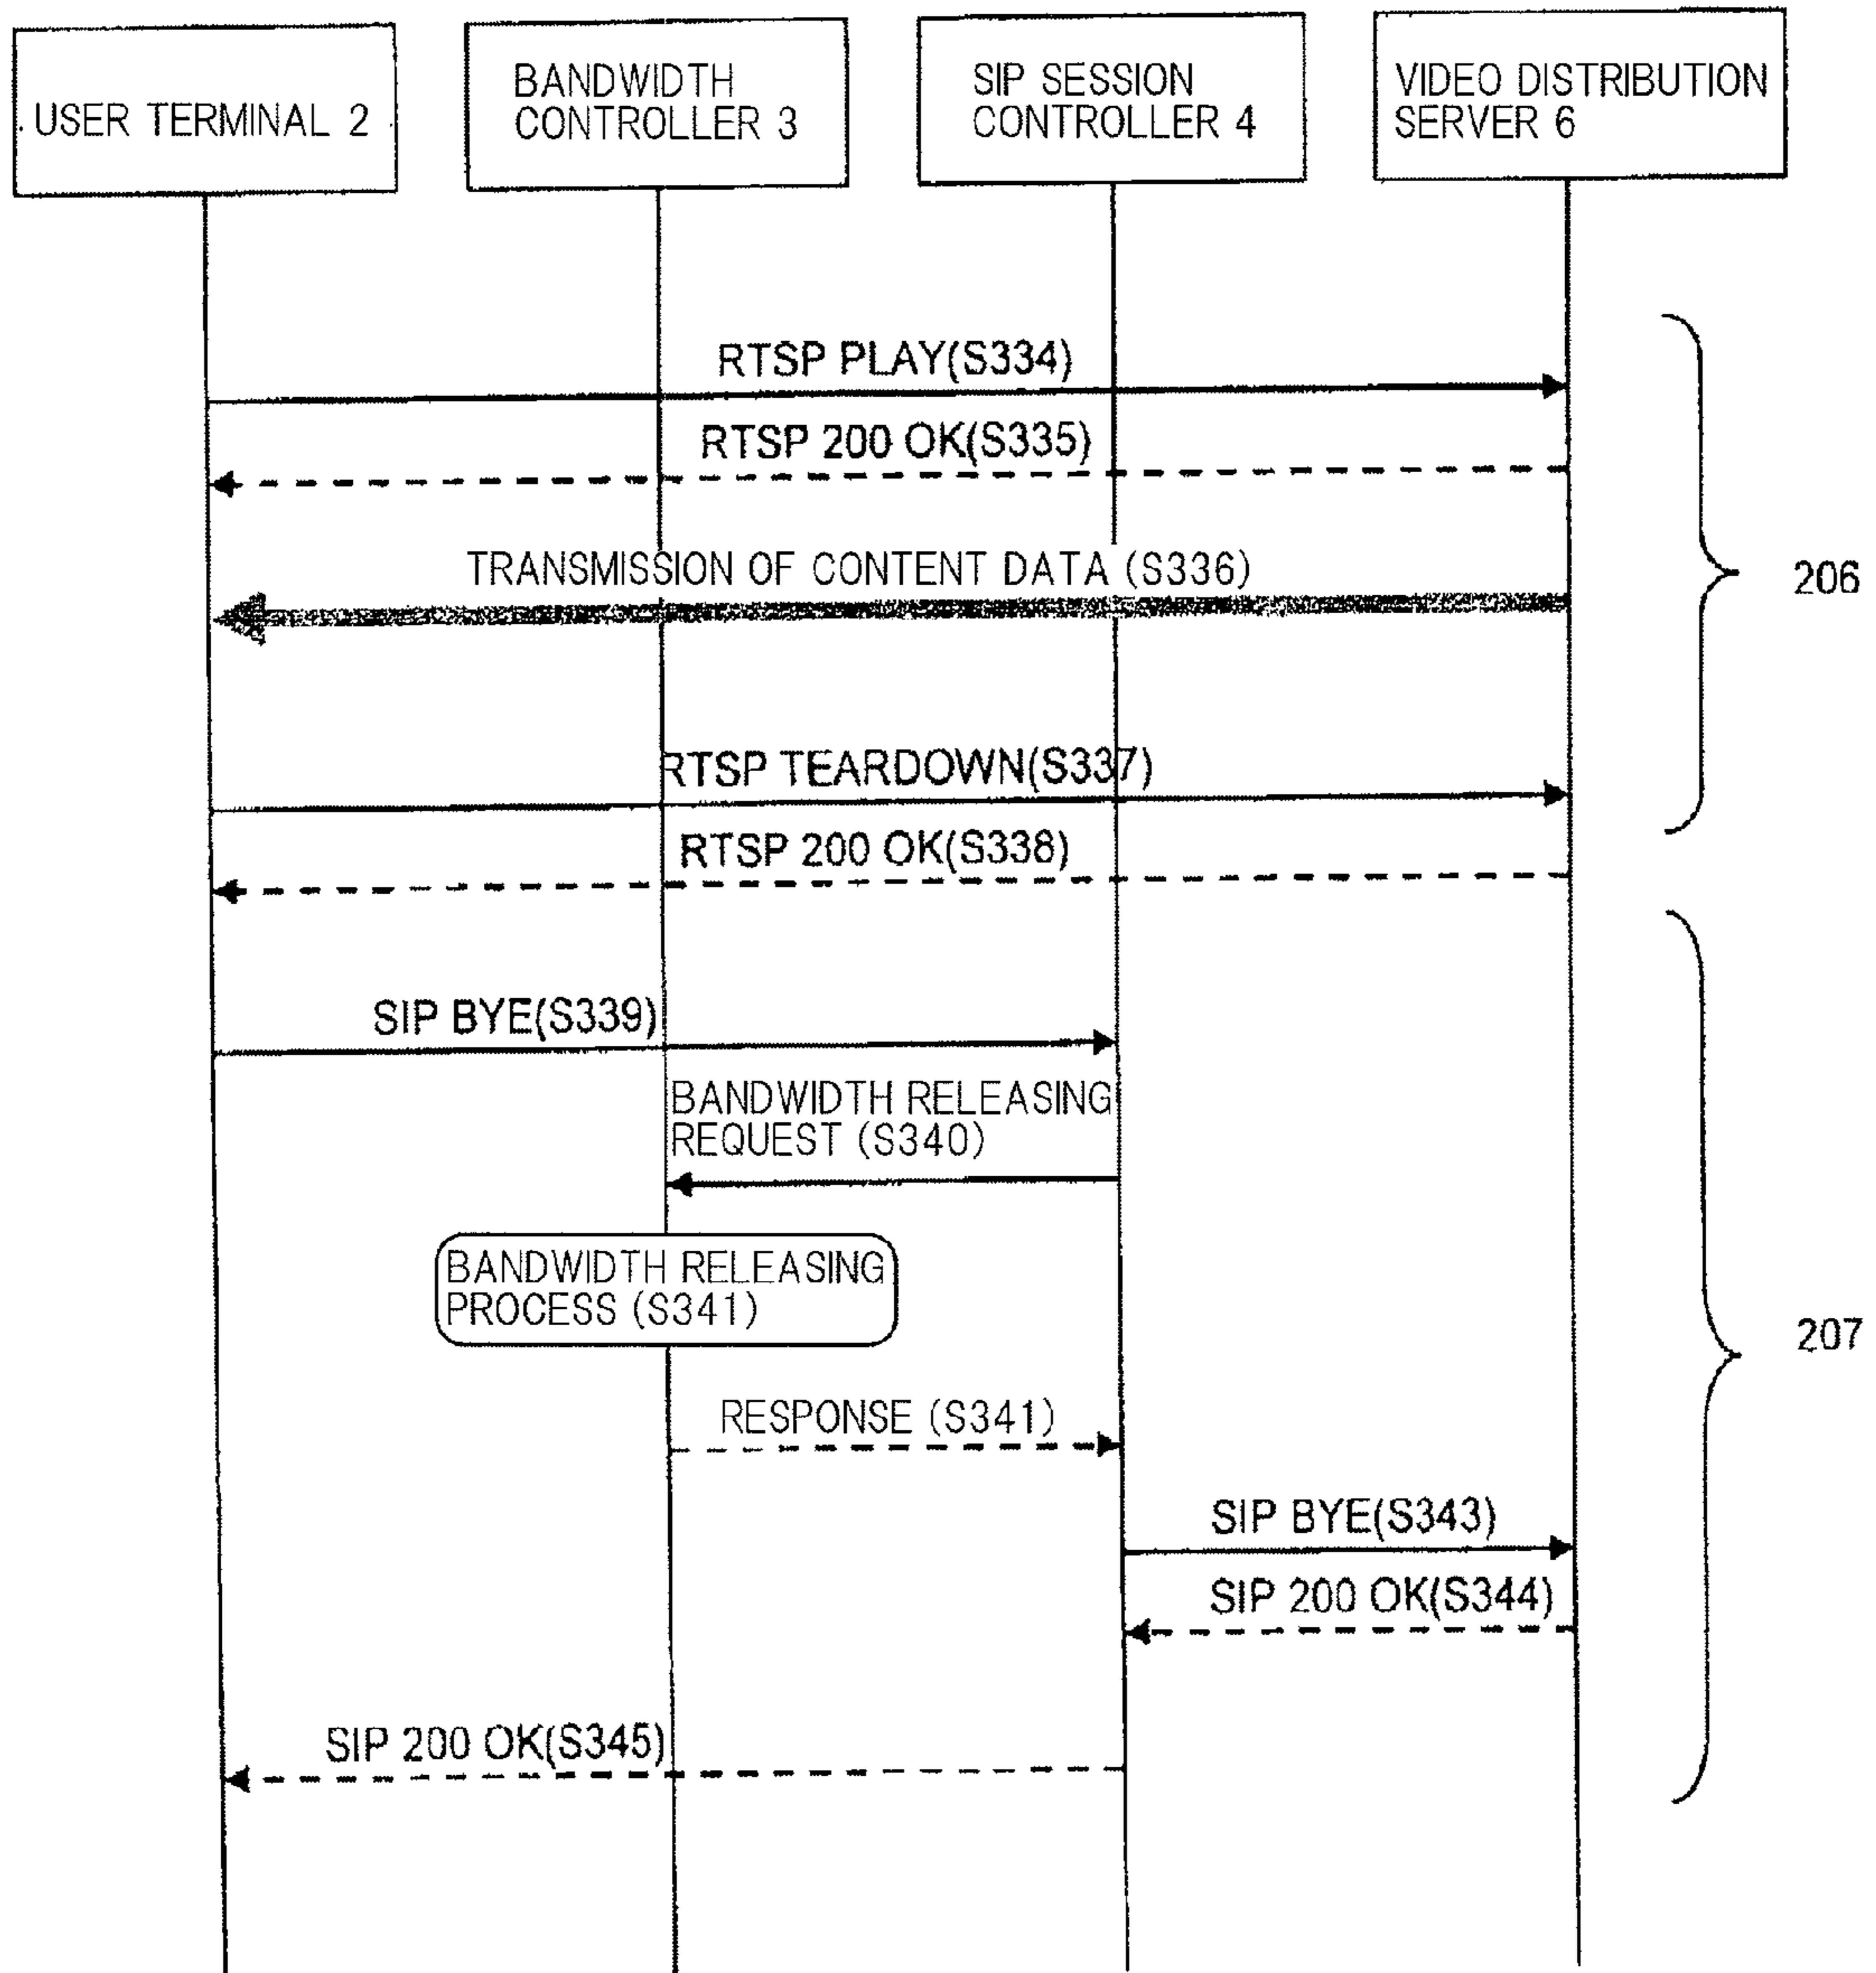 USER TERMINAL 2
BANDWIDTH
CONTROLLER 3
SIP SESSION
CONTROLLER 4
VIDEO DISTRIBUTION
SERVER 6
RTSP PLAY(S334)
RTSP 200 OK(S335)
TRANSMISSION OF CONTENT DATA (S336)
206
RTSP TEARDOWN(S337)
RTSP 200 OK(S338)
SIP BYE(S339)
BANDWIDTH RELEASING
REQUEST (S340)
BANDWIDTH RELEASING
PROCESS (S341)
207
RESPONSE (S341)
SIP BYE(S343)
SIP 200 OK(S344)
SIP 200 OK(S345)